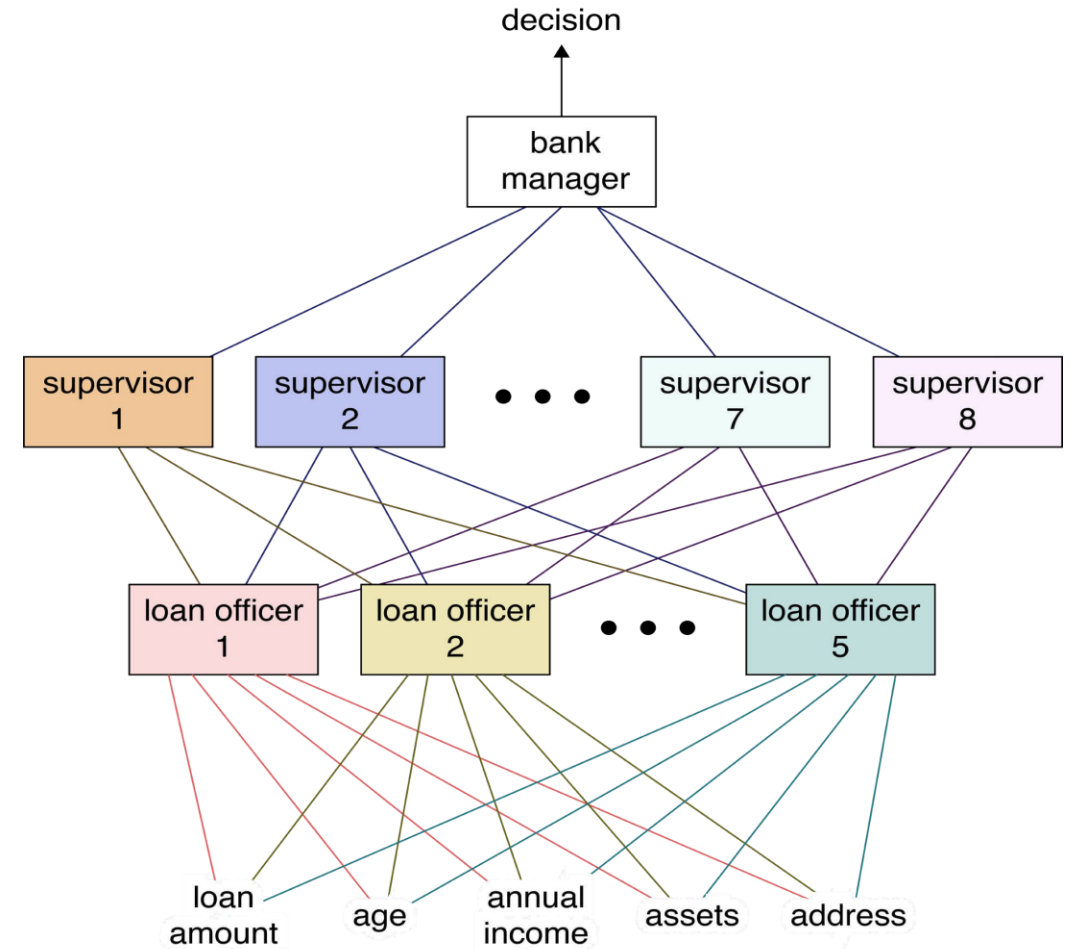 decision
bank
manager
supervisor
1
supervisor
2
supervisor
7
supervisor
8
loan officer
1
loan officer
2
loan officer
5
loan
amount
age
annual
income
assets
address